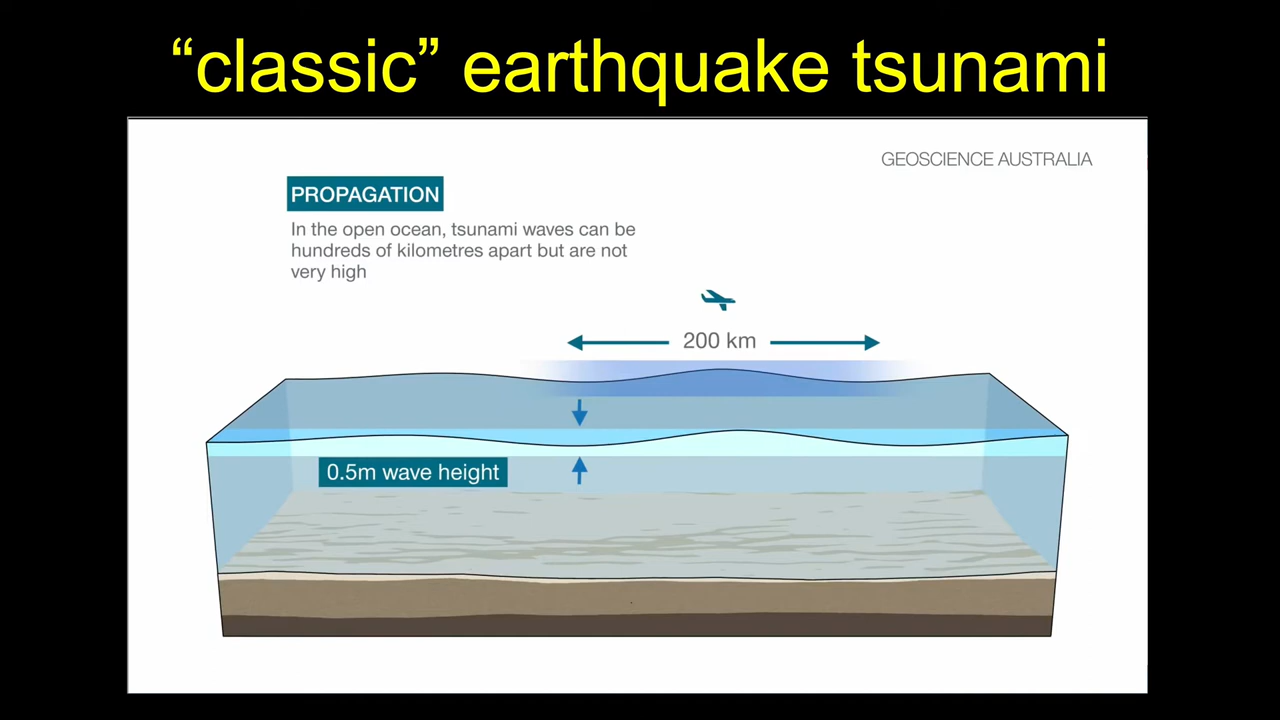 “classic” earthquake tsunami
GEOSCIENCE AUSTRALIA
PROPAGATION
In the open ocean, tsunami waves can be
hundreds of kilometres apart but are not
very high
200 km
0.5m wave height